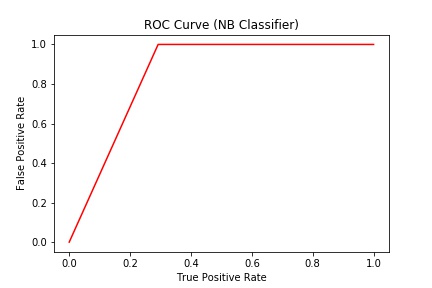 ROC Curve (NB Classifier)
1.0
0.8
0.6
0.4
0.2
0.0
False Positive Rate
0.0 0.2 0.4 0.6 0.8 1.0
True Positive Rate